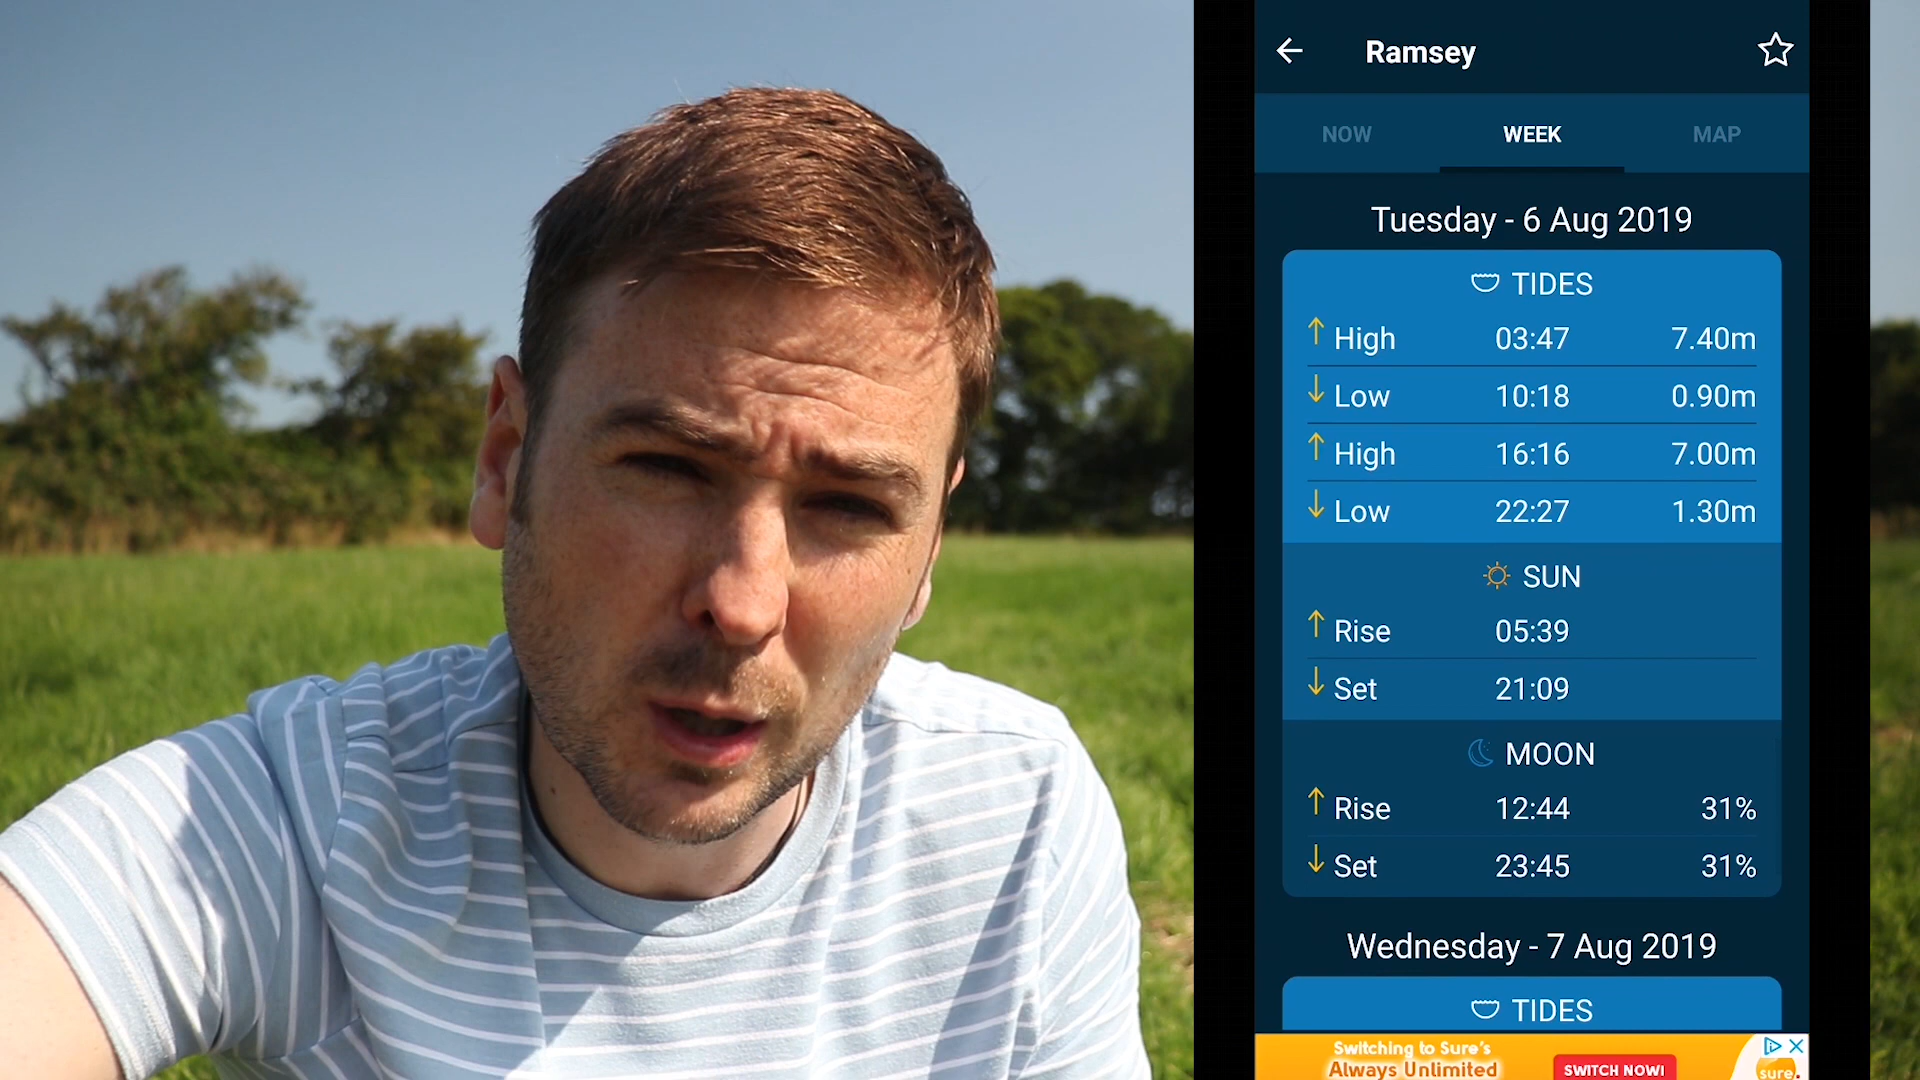 Ramsey
NOW WEEK MAP
Tuesday - 6 Aug 2019
TIDES
High 03:47 7.40m
Low 10:18 0.90m
High 16:16 7.00m
Low 22:27 1.30m
SUN
Rise 05:39
Set 21:09
MOON
Rise 12:44 31%
Set 23:45 31%
Wednesday - 7 Aug 2019
TIDES
Switching to Sure's
Always Unlimited
SWITCH NOW!
sure.